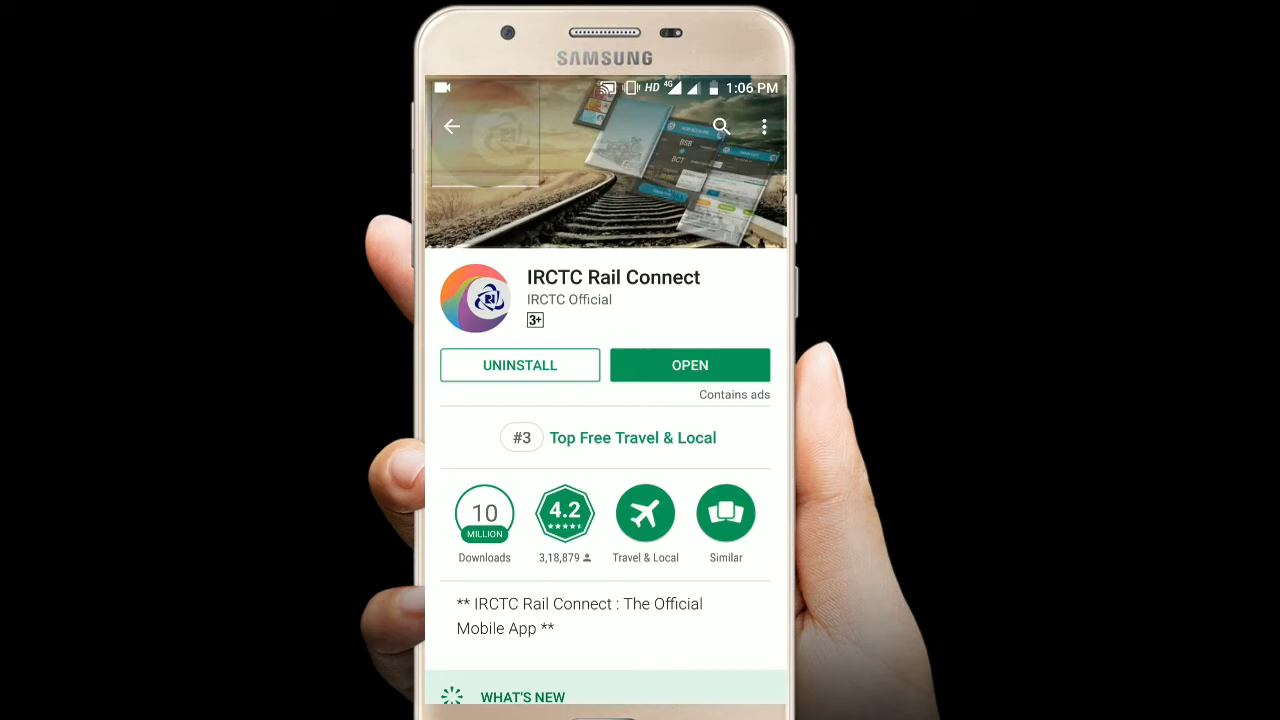 SAMSUNG
HD 4G 1:06 PM
BSB
BCT
IRCTC Rail Connect
IRCTC Official
3+
UNINSTALL
OPEN
Contains ads
#3 Top Free Travel & Local
10
MILLION
4.2
Downloads
3,18,879
Travel & Local
Similar
** IRCTC Rail Connect : The Official
Mobile App **
WHAT'S NEW